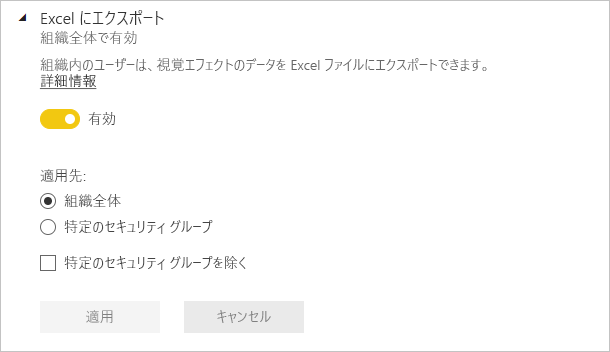 Excel にエクスポート
組織全体で有効
組織内のユーザーは、視覚エフェクトのデータを Excel ファイルにエクスポートできます。
詳細情報
有効
適用先:
組織全体
特定のセキュリティ グループ
特定のセキュリティ グループを除く
適用
キャンセル